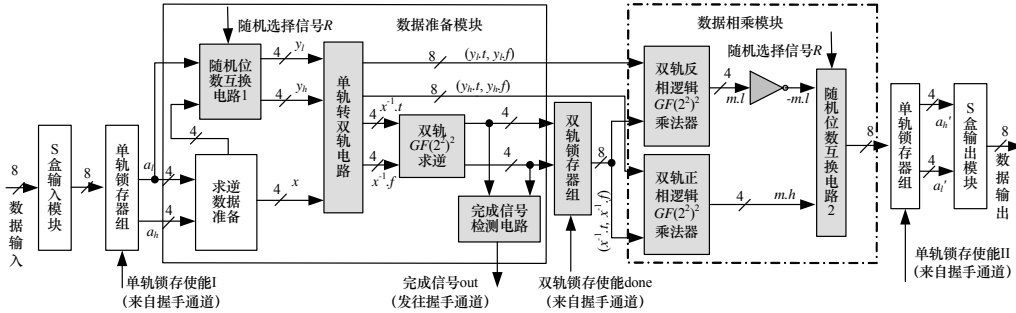 数据准备模块
随机选择信号R
随机位
数互换
电路1
4
y_l
4
y_h
4
单轨转双轨电路
8
(y_l.t, y_l.f)
8
(y_h.t, y_h.f)
4
x^-1.t
4
x^-1.f
双轨
GF(2^2)^2
求逆
4
4
完成信号
检测电路
完成信号out
(发往握手通道)
双轨锁存器组
双轨锁存使能done
(来自握手通道)
8
(x^-1.t, x^-1.f)
8
数据输入
S盒输入模块
8
单轨锁存器组
a_l
4
4
a_h
求逆
数据
准备
4
x
单轨锁存使能I
(来自握手通道)
数据相乘模块
双轨反
相逻辑
GF(2^2)^2
乘法器
4
m.l
-m.l
随机选择信号R
双轨正
相逻辑
GF(2^2)^2
乘法器
4
m.h
随机位数互换电路2
8
单轨锁存器组
4
a_h'
4
a_l'
S盒输出模块
8
数据输出
单轨锁存使能II
(来自握手通道)